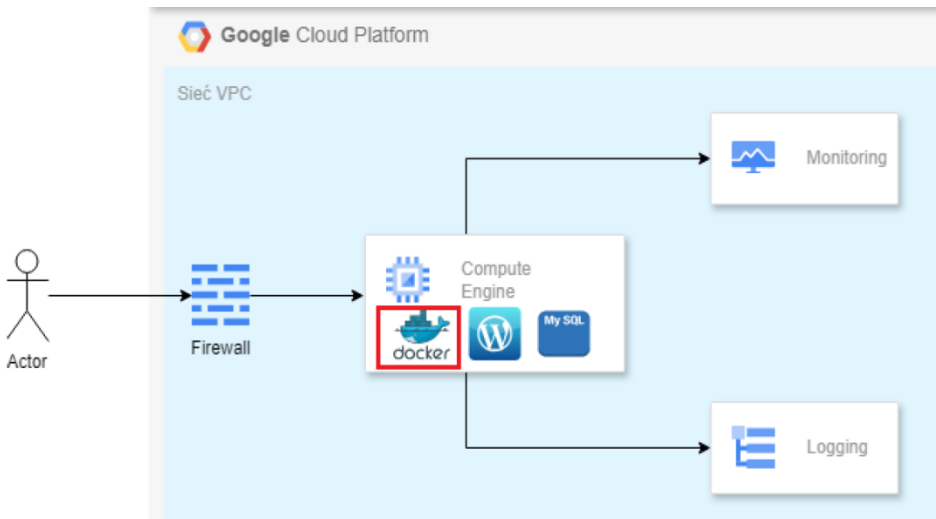 Google Cloud Platform
Sieć VPC
Monitoring
Compute
Engine
My SQL
docker
Firewall
Actor
Logging